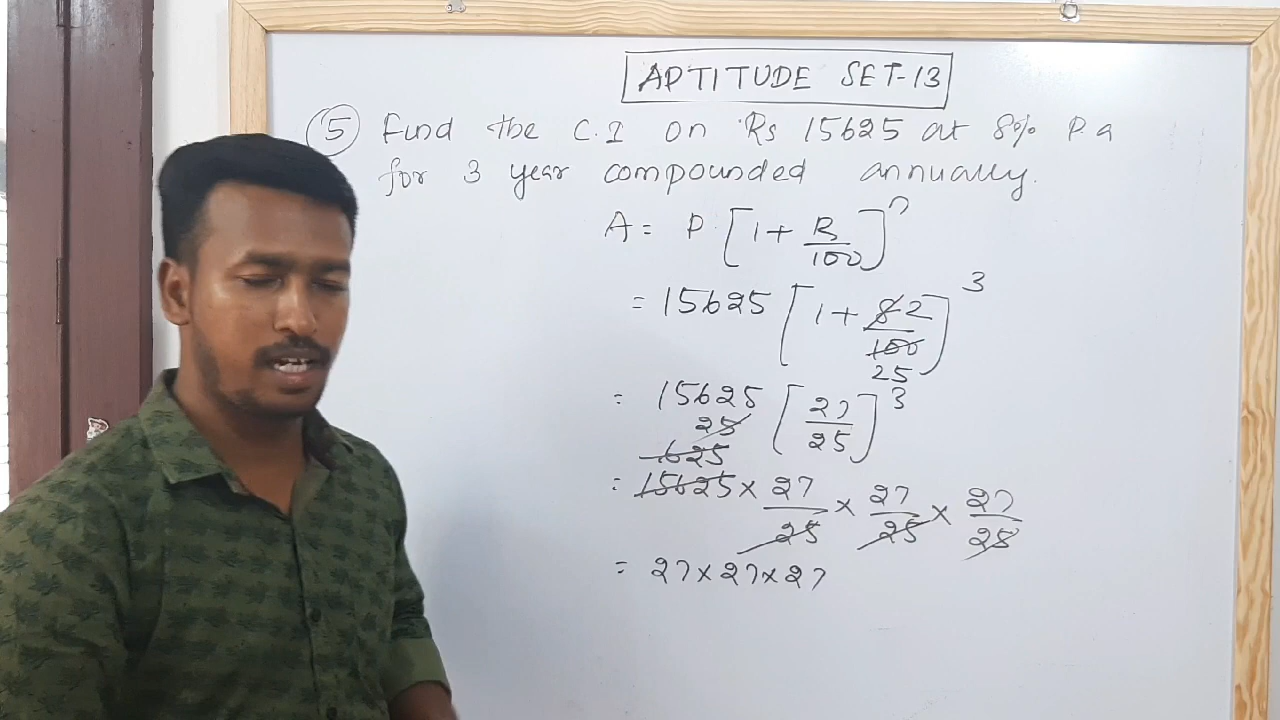 APTITUDE SET-13
5 Find the C.I on Rs 15625 at 8% P.a
for 3 year compounded annually.
A = P [1 + R/100]^n
= 15625 [1 + 8 2/100 25]^3
= 15625 [27/25]^3
25
625
= 15625 × 27/25 × 27/25 × 27/25
= 27×27×27